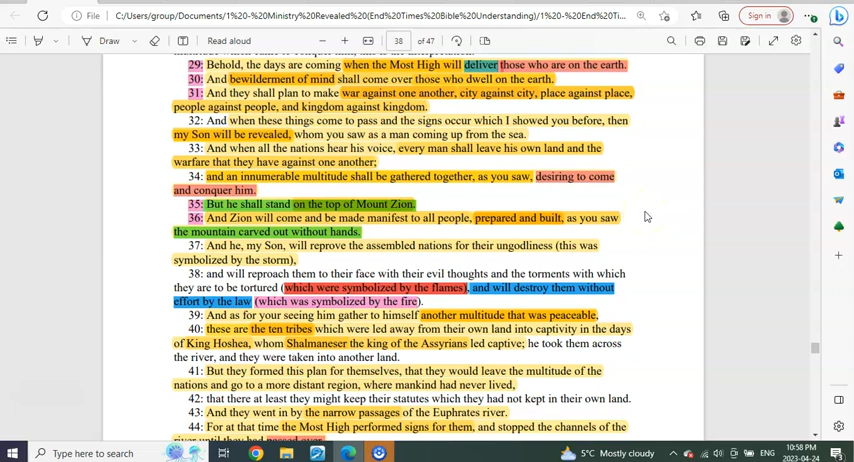 File
C:/Users/group/Documents/1%20-%20Ministry%20Revealed(End%20Times%20Bible%20Understanding)/1%20-%20End%20Time...
Sign in
Draw
Read aloud
38 of 47
29: Behold, the days are coming when the Most High will deliver those who are on the earth.
30: And bewilderment of mind shall come over those who dwell on the earth.
31: And they shall plan to make war against one another, city against city, place against place,
people against people, and kingdom against kingdom.
32: And when these things come to pass and the signs occur which I showed you before, then
my Son will be revealed, whom you saw as a man coming up from the sea.
33: And when all the nations hear his voice, every man shall leave his own land and the
warfare that they have against one another;
34: and an innumerable multitude shall be gathered together, as you saw, desiring to come
and conquer him.
35: But he shall stand on the top of Mount Zion.
36: And Zion will come and be made manifest to all people, prepared and built, as you saw
the mountain carved out without hands.
37: And he, my Son, will reprove the assembled nations for their ungodliness (this was
symbolized by the storm),
38: and will reproach them to their face with their evil thoughts and the torments with which
they are to be tortured (which were symbolized by the flames), and will destroy them without
effort by the law (which was symbolized by the fire).
39: And as for your seeing him gather to himself another multitude that was peaceable,
40: these are the ten tribes which were led away from their own land into captivity in the days
of King Hoshea, whom Shalmaneser the king of the Assyrians led captive; he took them across
the river, and they were taken into another land.
41: But they formed this plan for themselves, that they would leave the multitude of the
nations and go to a more distant region, where mankind had never lived,
42: that there at least they might keep their statutes which they had not kept in their own land.
43: And they went in by the narrow passages of the Euphrates river.
44: For at that time the Most High performed signs for them, and stopped the channels of the
river until they had passed over.
Type here to search
5°C Mostly cloudy
ENG
10:58 PM
2023-04-24